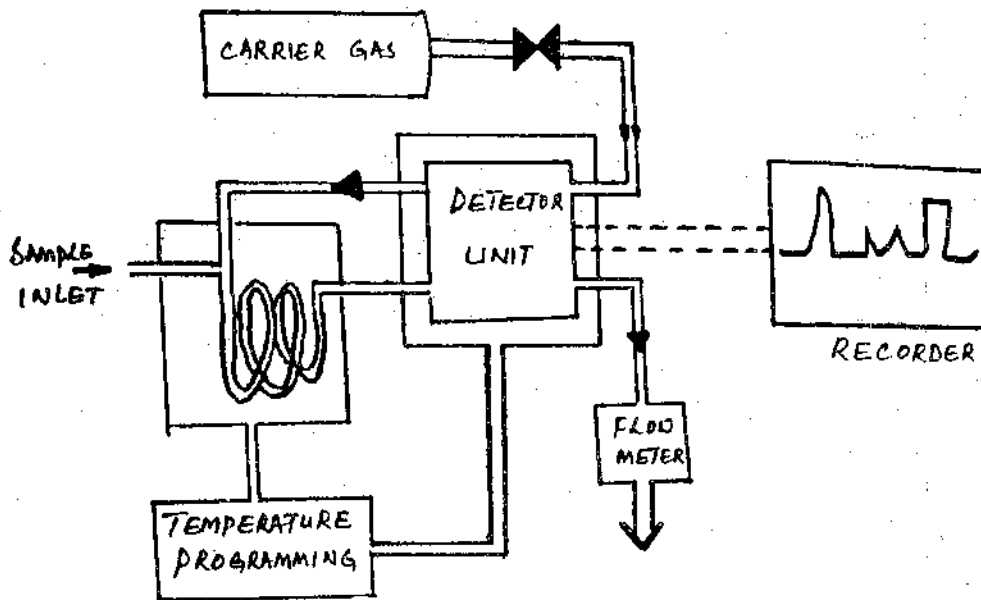 CARRIER GAS
DETECTOR
UNIT
SAMPLE
INLET
RECORDER
FLOW
METER
TEMPERATURE
PROGRAMMING